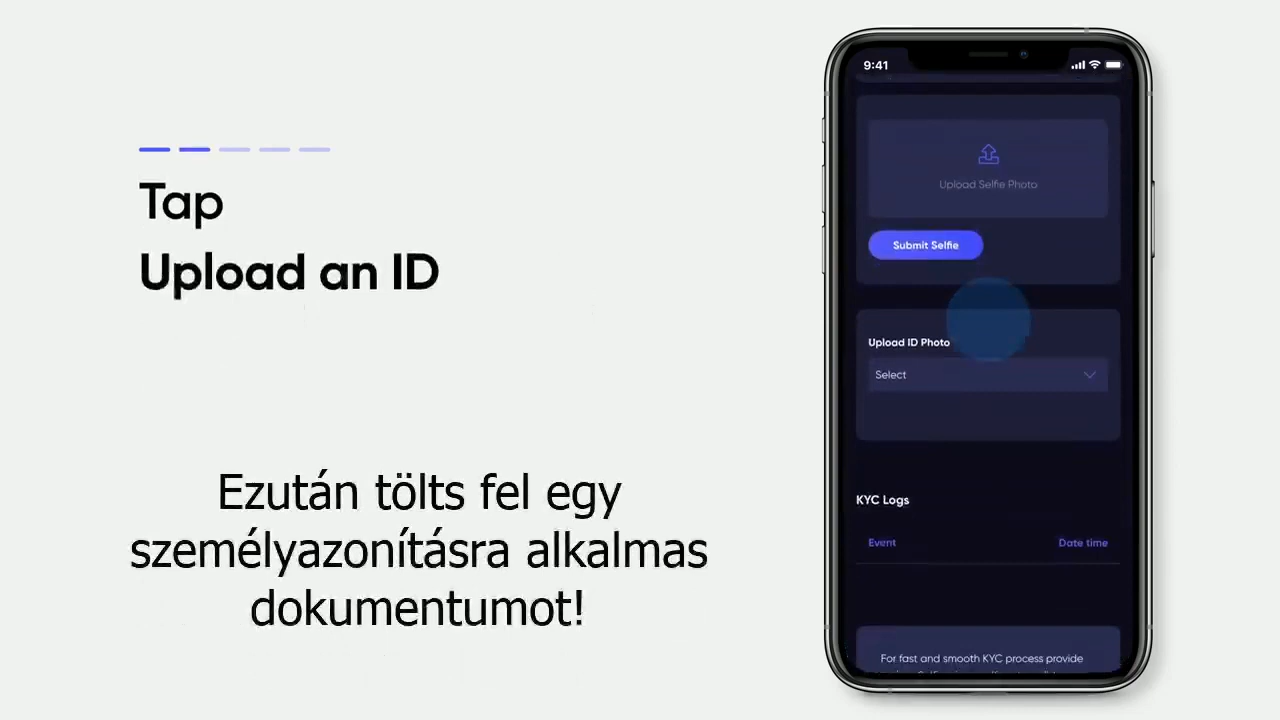 Tap
Upload an ID
Ezután tölts fel egy
személyazonításra alkalmas
dokumentumot!
9:41
Upload Selfie Photo
Submit Selfie
Upload ID Photo
Select
KYC Logs
Event Date time
For fast and smooth KYC process provide